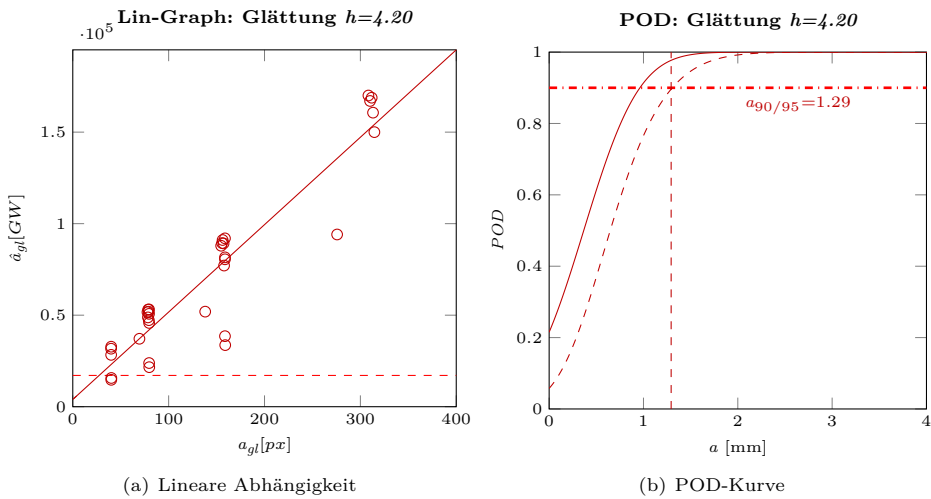 Lin-Graph: Glättung h=4.20
·10⁵
1.5
1
0.5
0
0 100 200 300 400
â_gl[GW]
a_gl[px]
(a) Lineare Abhängigkeit
POD: Glättung h=4.20
1
0.8
0.6
0.4
0.2
0
0 1 2 3 4
POD
a_90/95=1.29
a [mm]
(b) POD-Kurve